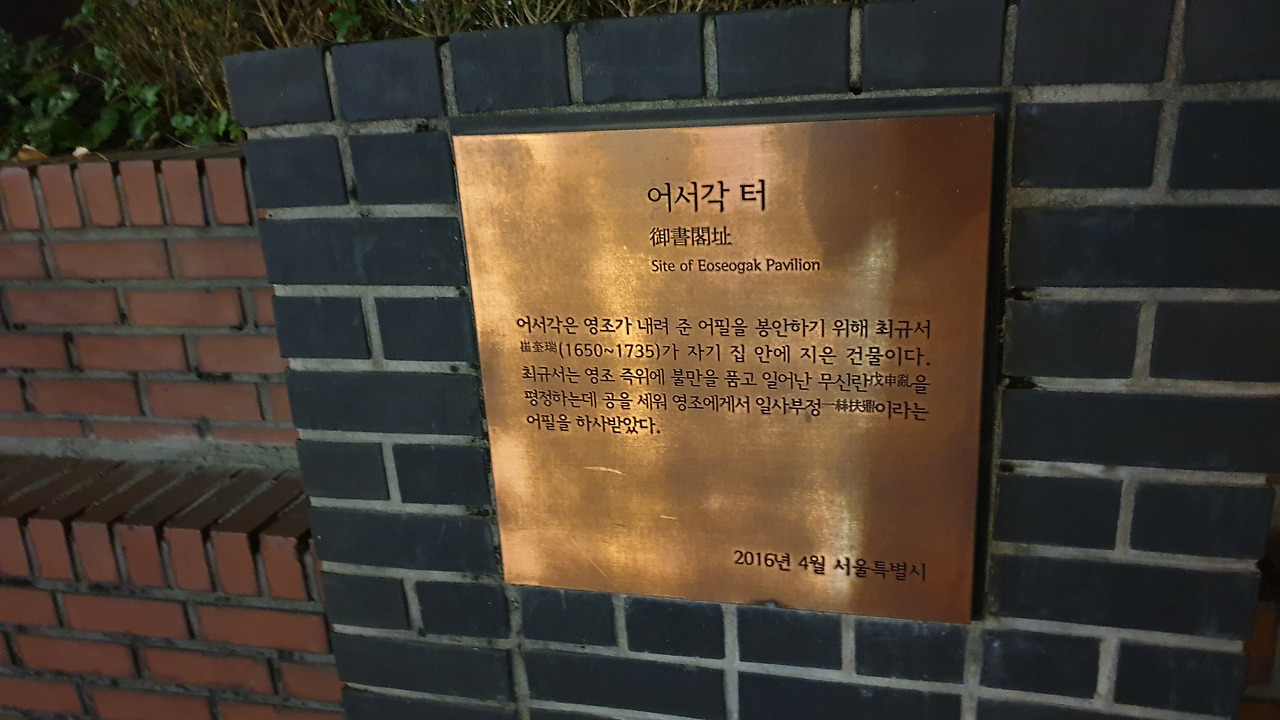 어서각 터
御書閣址
Site of Eoseogak Pavilion
어서각은 영조가 내려 준 어필을 봉안하기 위해 최규서
崔奎瑞(1650~1735)가 자기 집 안에 지은 건물이다.
최규서는 영조 즉위에 불만을 품고 일어난 무신란戊申亂을
평정하는데 공을 세워 영조에게서 일사부정一絲扶鼎이라는
어필을 하사받았다.
2016년 4월 서울특별시